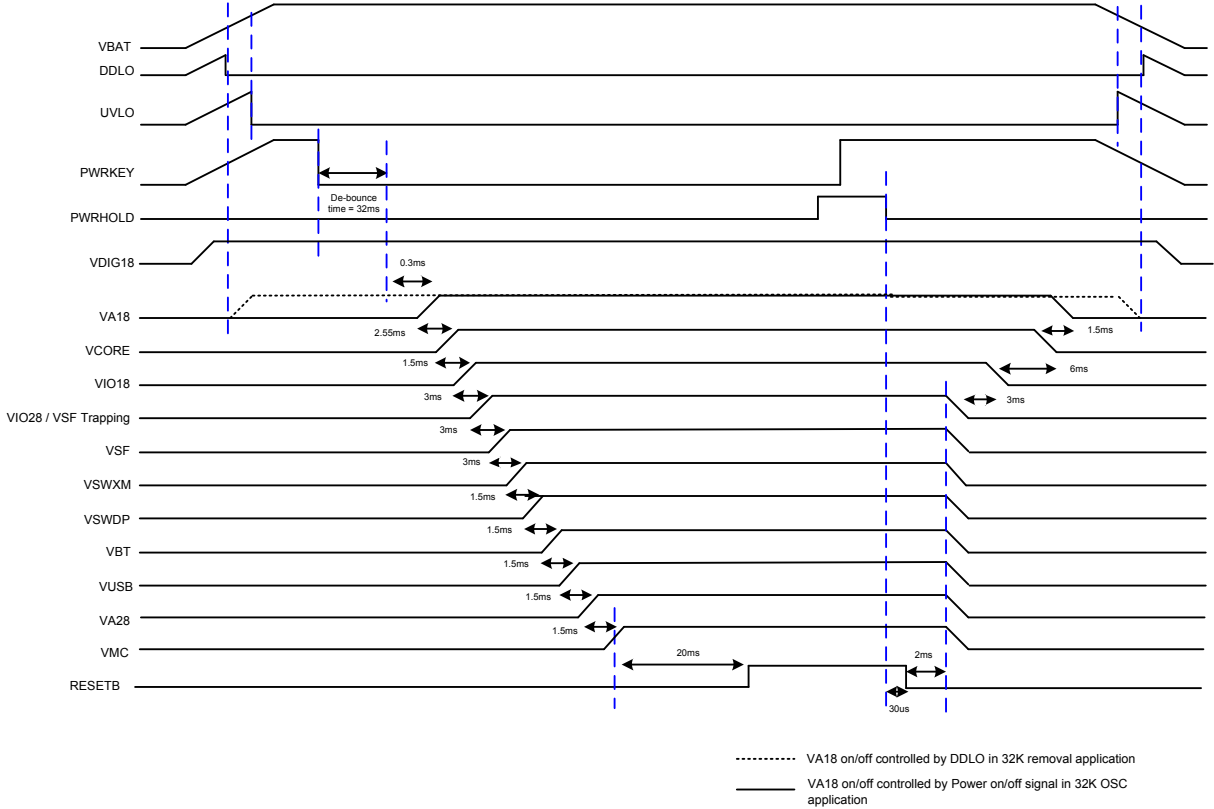 VBAT
DDLO
UVLO
PWRKEY
De-bounce
time = 32ms
PWRHOLD
VDIG18
0.3ms
VA18
2.55ms
1.5ms
VCORE
1.5ms
6ms
VIO18
3ms
3ms
VIO28 / VSF Trapping
3ms
VSF
3ms
VSWXM
1.5ms
VSWDP
1.5ms
VBT
1.5ms
VUSB
1.5ms
VA28
1.5ms
VMC
20ms
2ms
RESETB
30us
VA18 on/off controlled by DDLO in 32K removal application
VA18 on/off controlled by Power on/off signal in 32K OSC
application